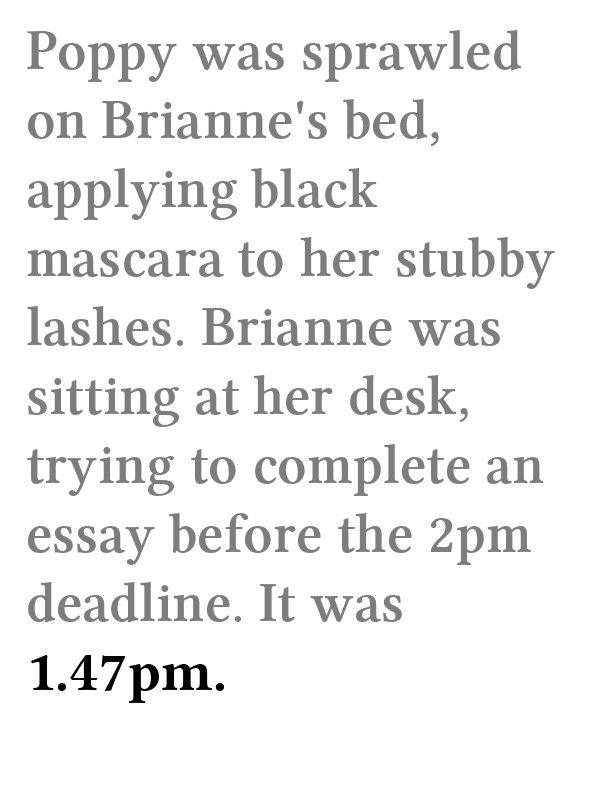 Poppy was sprawled
on Brianne's bed,
applying black
mascara to her stubby
lashes. Brianne was
sitting at her desk,
trying to complete an
essay before the 2pm
deadline. It was
1.47pm.